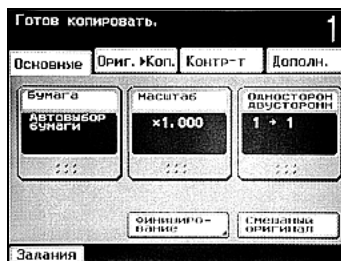 Готов копировать.
1
Основные
Ориг.▶Коп.
Контр-т
Дополн.
Бумага
Автовыбор
бумаги
Масштаб
×1.000
Односторон
двусторонн
1 → 1
Финиширо-
вание
Смешаный
оригинал
Задания